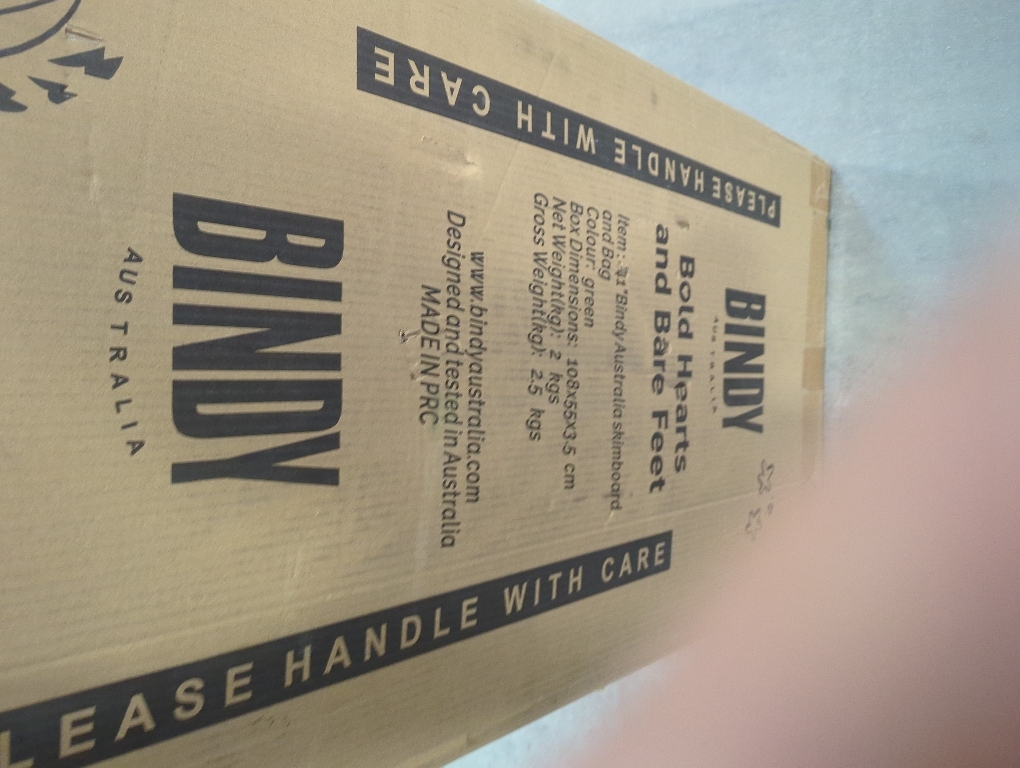 PLEASE HANDLE WITH CARE
BINDY
AUSTRALIA
Bold Hearts
and Bare Feet
Item: 41"Bindy Australia skimboard
and Bag
Colour: green
Box Dimensions: 108x55x3.5 cm
Net Weight(kg): 2 kgs
Gross Weight(kg): 2.5 kgs
www.bindyaustralia.com
Designed and tested in Australia
MADE IN PRC
BINDY
AUSTRALIA
LEASE HANDLE WITH CARE